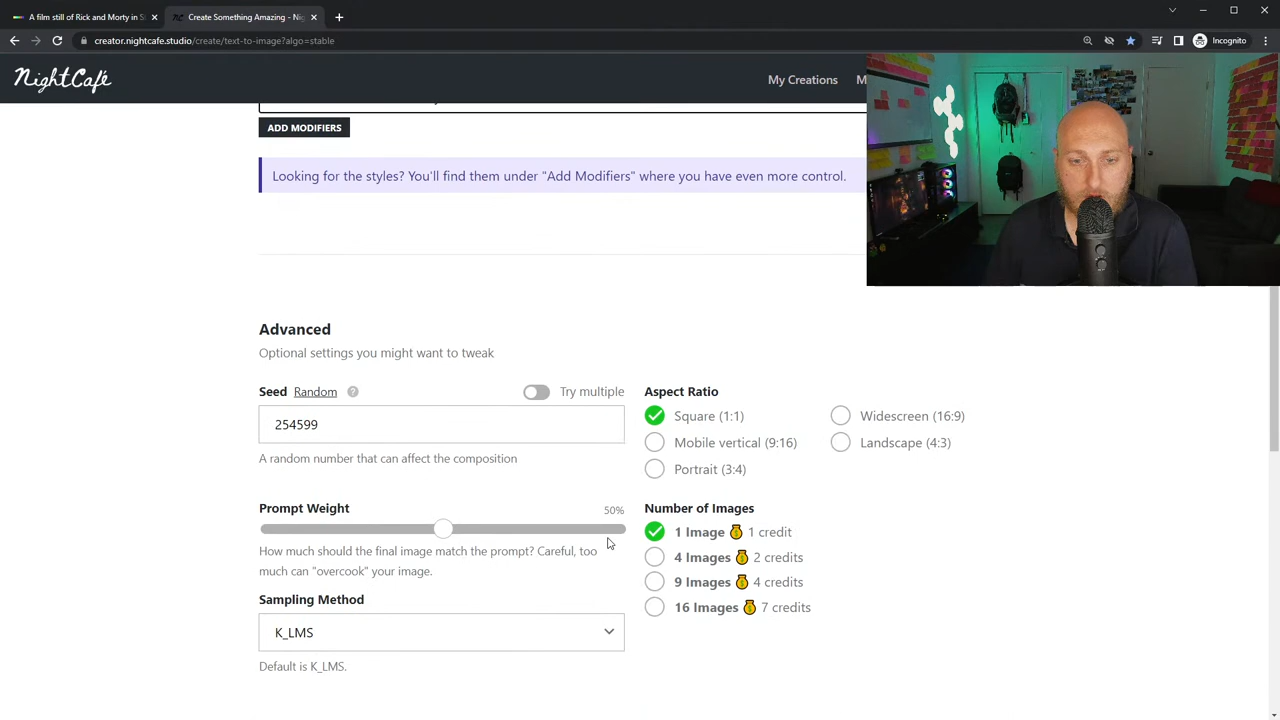 A film still of Rick and Morty in S
Create Something Amazing - Nig
creator.nightcafe.studio/create/text-to-image?algo=stable
Incognito
NightCafé
My Creations
M
ADD MODIFIERS
Looking for the styles? You'll find them under "Add Modifiers" where you have even more control.
Advanced
Optional settings you might want to tweak
Seed Random ? Try multiple
254599
A random number that can affect the composition
Prompt Weight
50%
How much should the final image match the prompt? Careful, too
much can "overcook" your image.
Sampling Method
K_LMS
Default is K_LMS.
Aspect Ratio
Square (1:1)
Widescreen (16:9)
Mobile vertical (9:16)
Landscape (4:3)
Portrait (3:4)
Number of Images
1 Image 1 credit
4 Images 2 credits
9 Images 4 credits
16 Images 7 credits